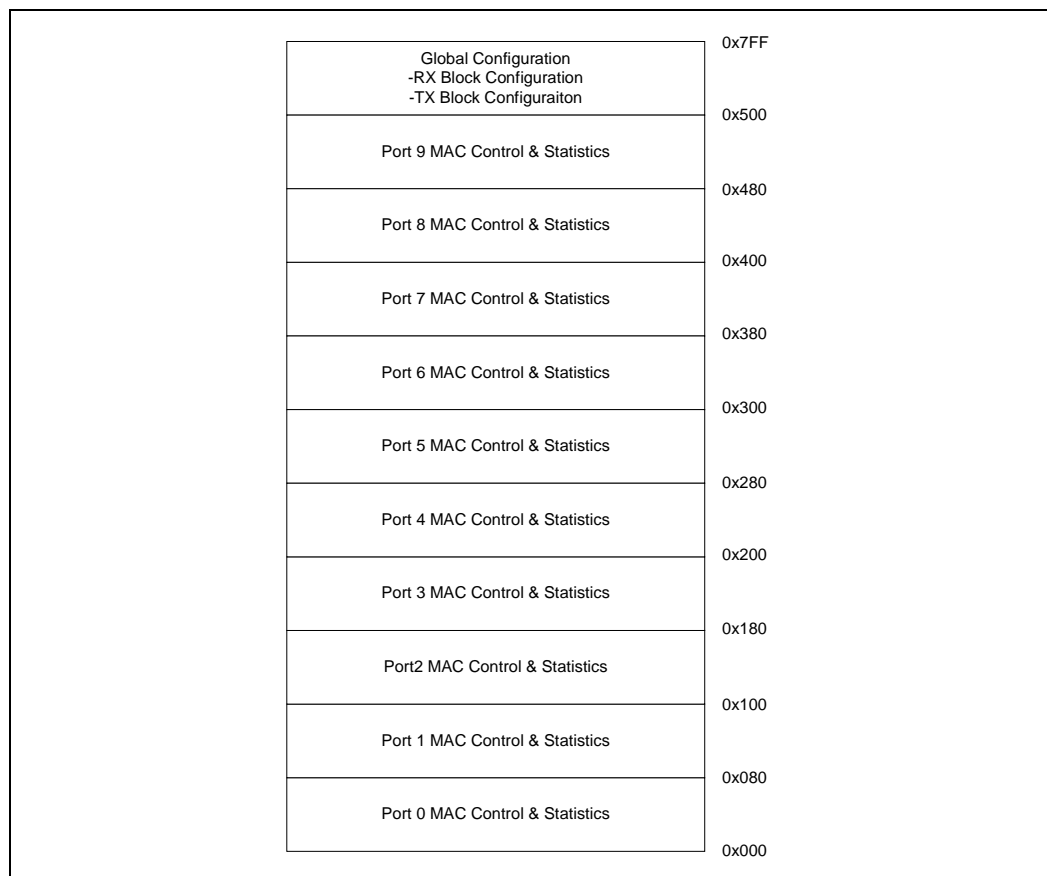 0x7FF
Global Configuration
-RX Block Configuration
-TX Block Configuraiton
0x500
Port 9 MAC Control & Statistics
0x480
Port 8 MAC Control & Statistics
0x400
Port 7 MAC Control & Statistics
0x380
Port 6 MAC Control & Statistics
0x300
Port 5 MAC Control & Statistics
0x280
Port 4 MAC Control & Statistics
0x200
Port 3 MAC Control & Statistics
0x180
Port2 MAC Control & Statistics
0x100
Port 1 MAC Control & Statistics
0x080
Port 0 MAC Control & Statistics
0x000